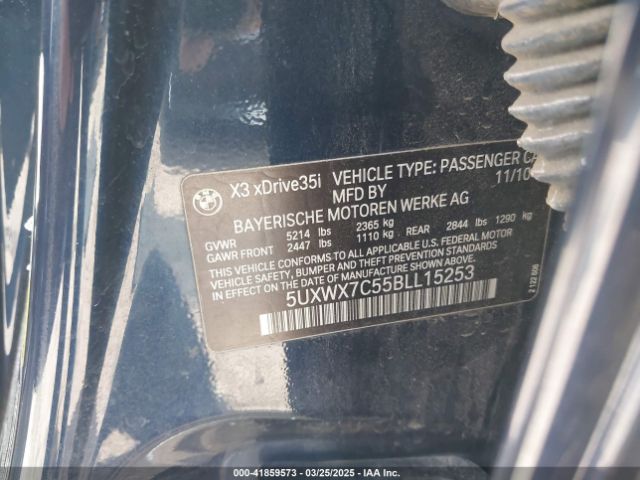 BMW
X3 xDrive35i VEHICLE TYPE: PASSENGER
MFD BY 11/10
BAYERISCHE MOTOREN WERKE AG
GVWR 5214 lbs 2365 kg
GAWR FRONT 2447 lbs 1110 kg REAR 2844 lbs 1290 kg
THIS VEHICLE CONFORMS TO ALL APPLICABLE U.S. FEDERAL MOTOR
VEHICLE SAFETY, BUMPER AND THEFT PREVENTION STANDARDS
IN EFFECT ON THE DATE OF MANUFACTURE SHOWN ABOVE.
5UXWX7C55BLL15253
000-41859573 — 03/25/2025 — IAA Inc.